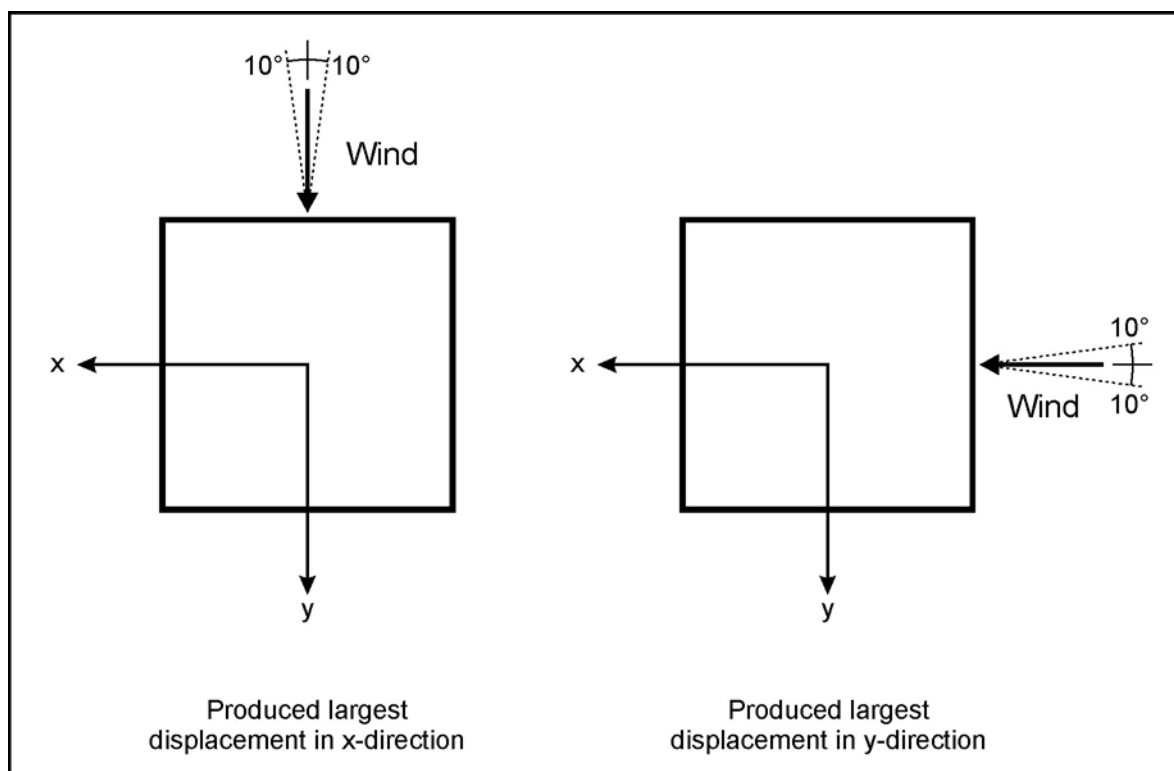 10° 10°
Wind
x
y
Produced largest
displacement in x-direction
x
10°
Wind
10°
y
Produced largest
displacement in y-direction